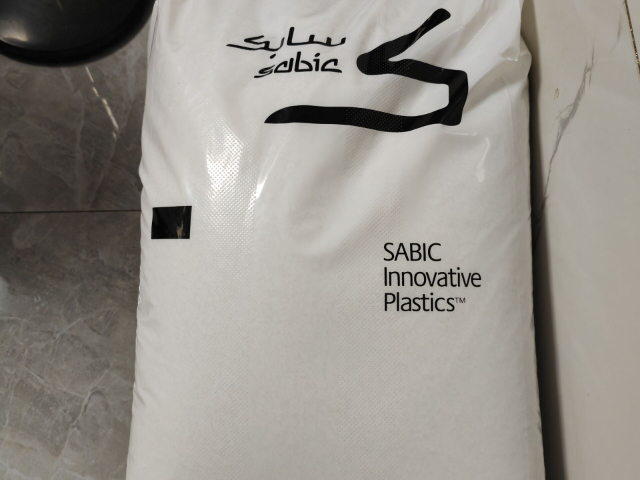 سابك
sabic
SABIC
Innovative
Plastics™